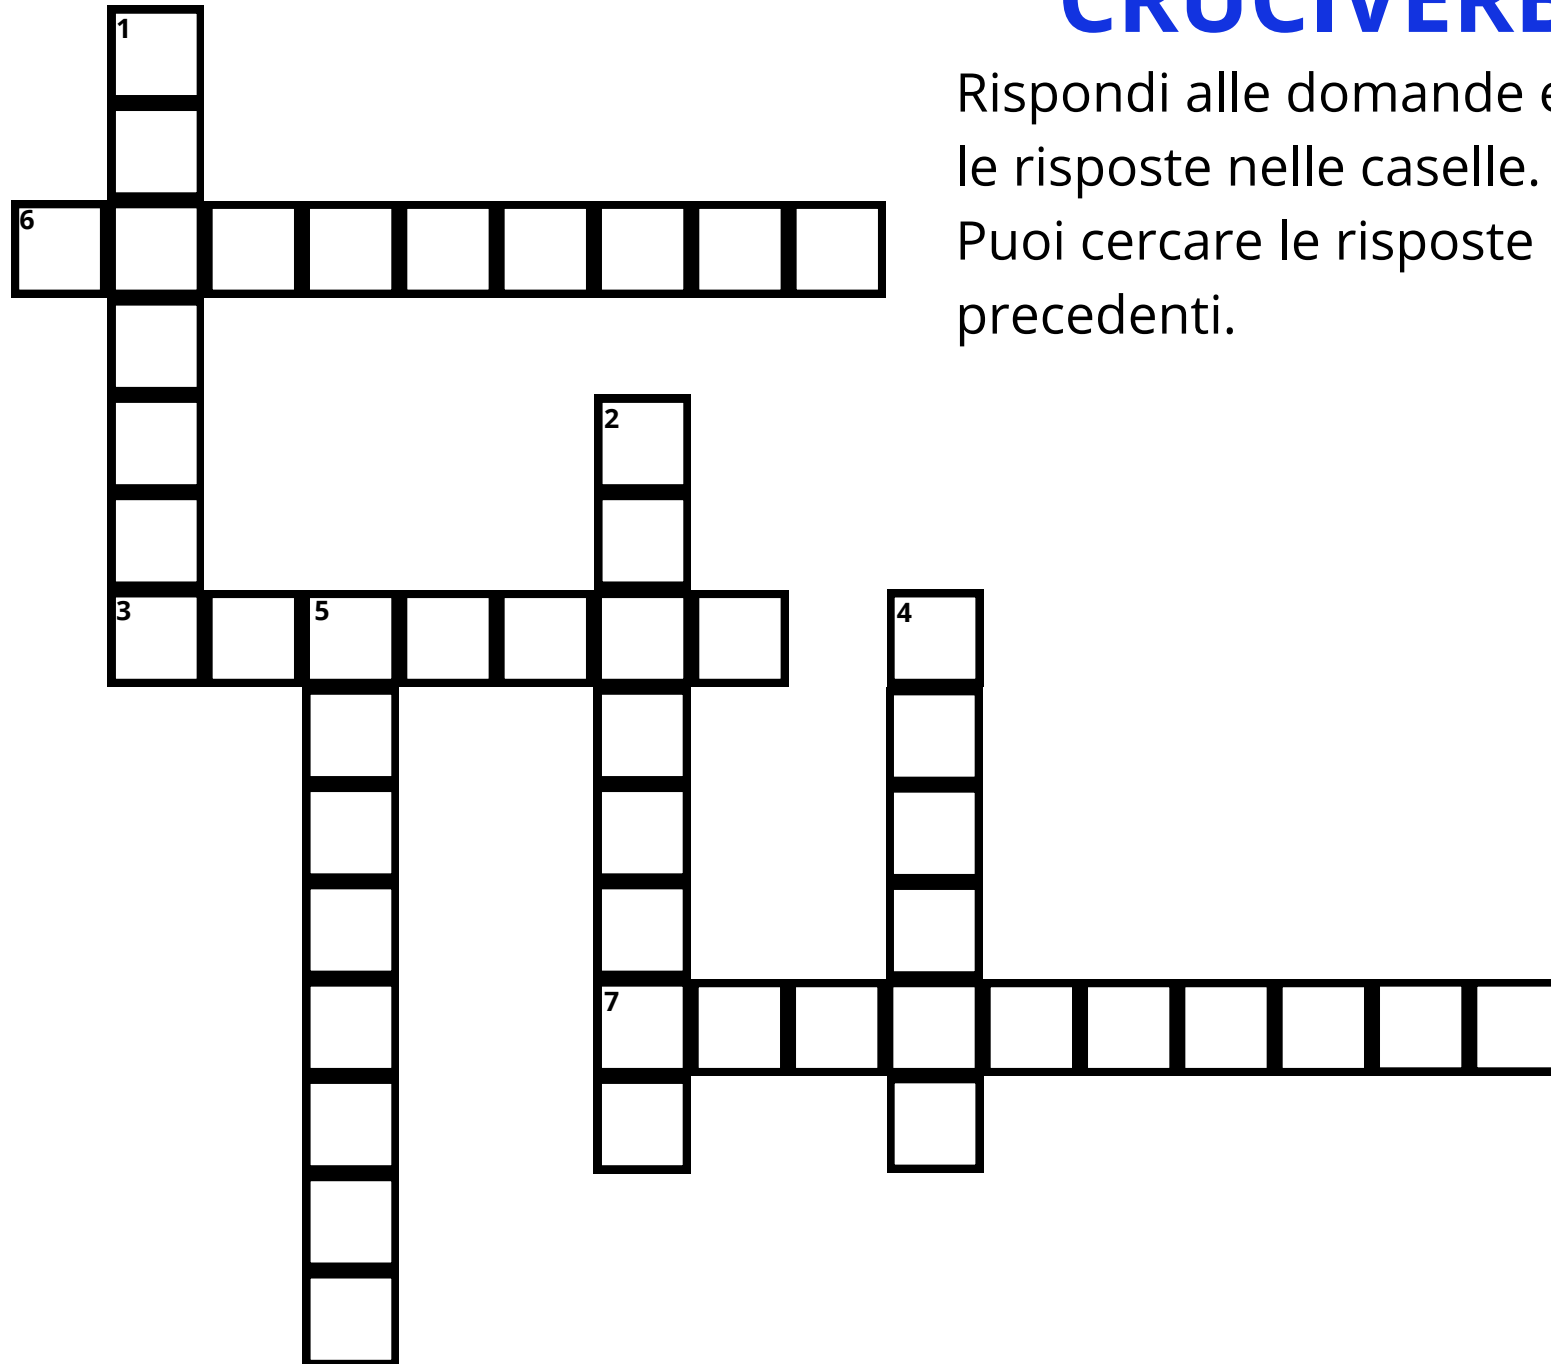 CRUCIVERB
Rispondi alle domande e
le risposte nelle caselle.
Puoi cercare le risposte
precedenti.
1
6
2
3 5 4
7